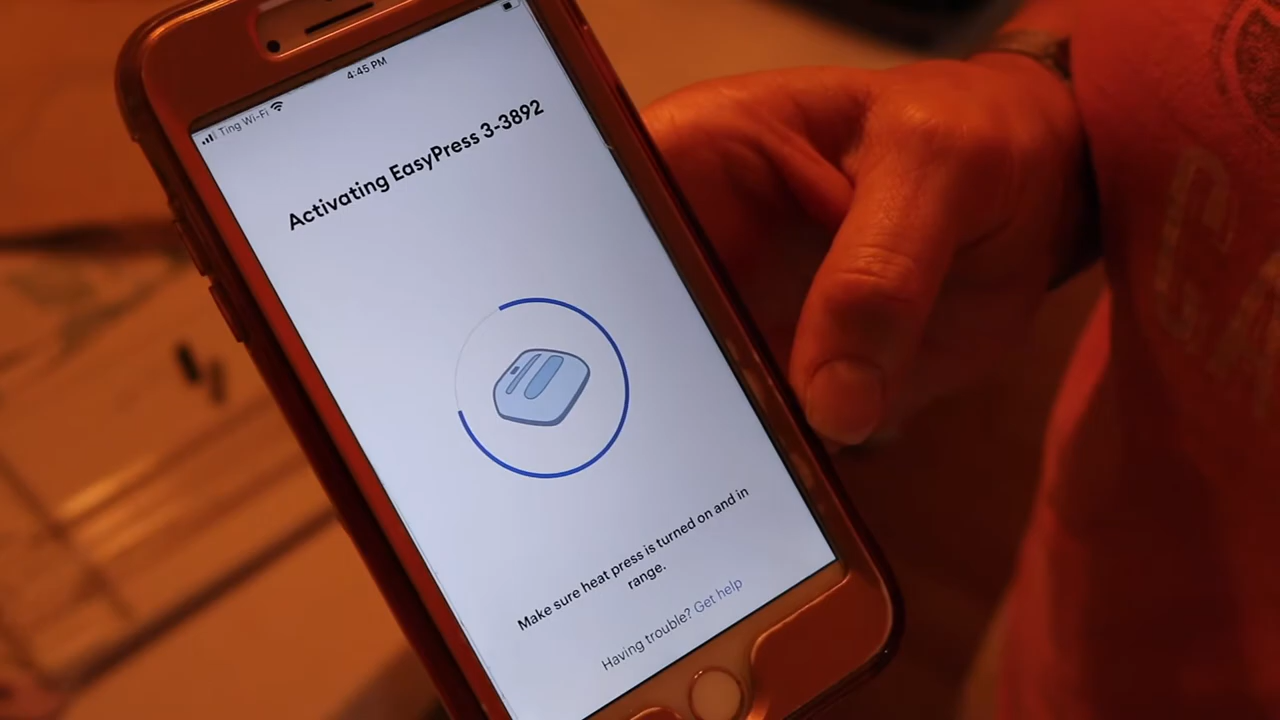 4:45 PM
Ting Wi-Fi
Activating EasyPress 3-3892
Make sure heat press is turned on and in
range.
Having trouble? Get help